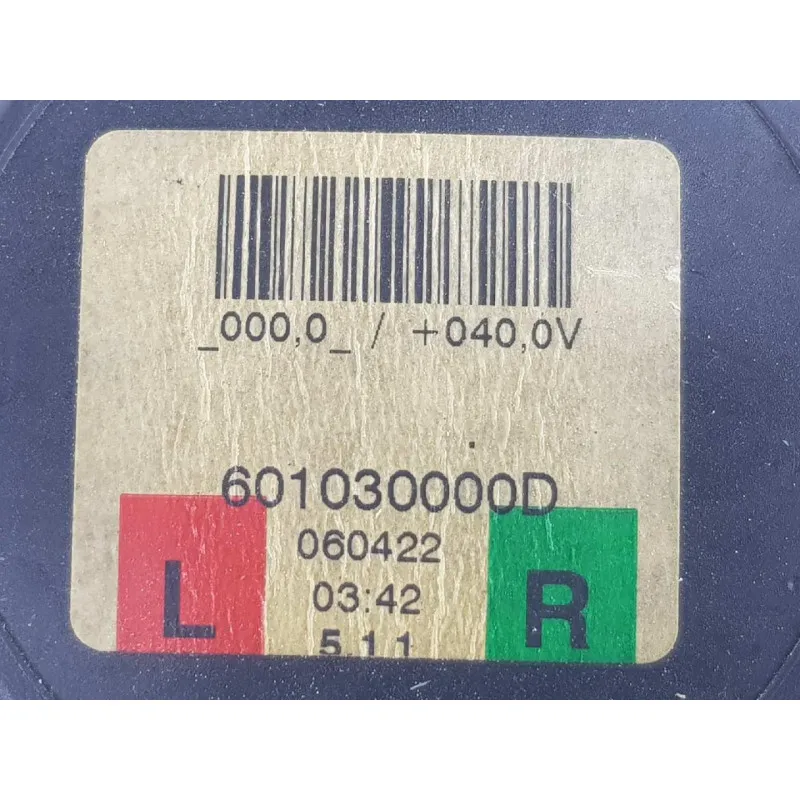 _000,0_ / +040,0V
601030000D
060422
03:42
5.1 1
L R